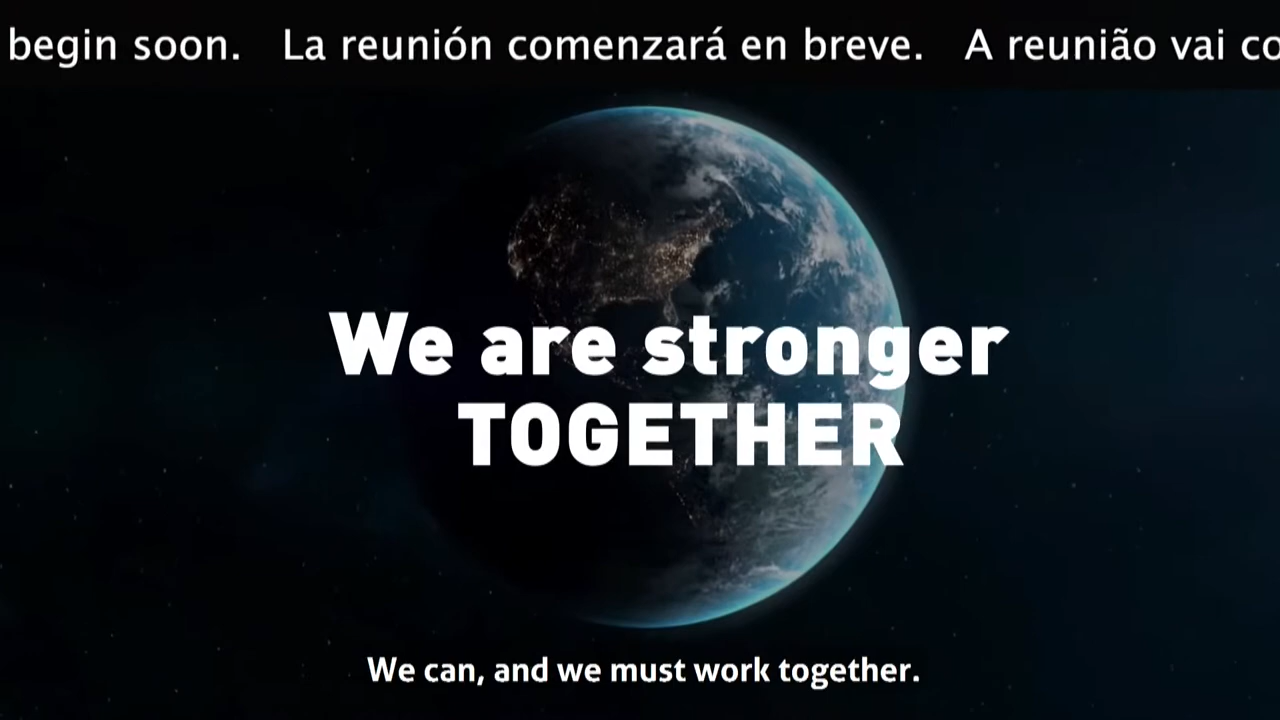 begin soon. La reunión comenzará en breve. A reunião vai co
We are stronger
TOGETHER
We can, and we must work together.